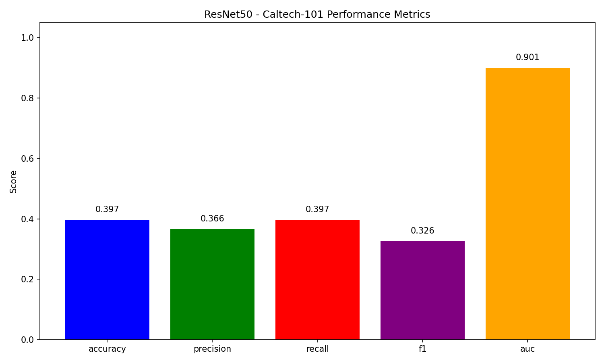 ResNet50 - Caltech-101 Performance Metrics
1.0
0.8
0.6
0.4
0.2
0.0
Score
0.397
0.366
0.397
0.326
0.901
accuracy
precision
recall
f1
auc